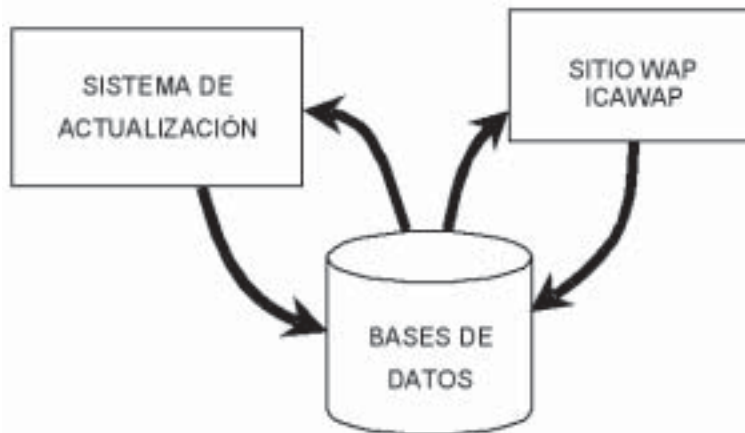 SISTEMA DE
ACTUALIZACIÓN
SITIO WAP
ICAWAP
BASES DE
DATOS